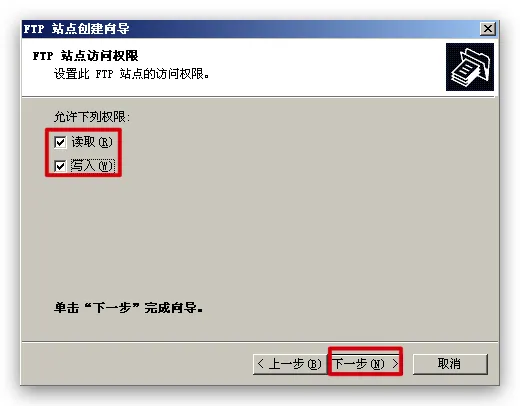 FTP 站点创建向导
FTP 站点访问权限
设置此 FTP 站点的访问权限。
允许下列权限:
读取(R)
写入(W)
单击“下一步”完成向导。
< 上一步(B) 下一步(N) > 取消